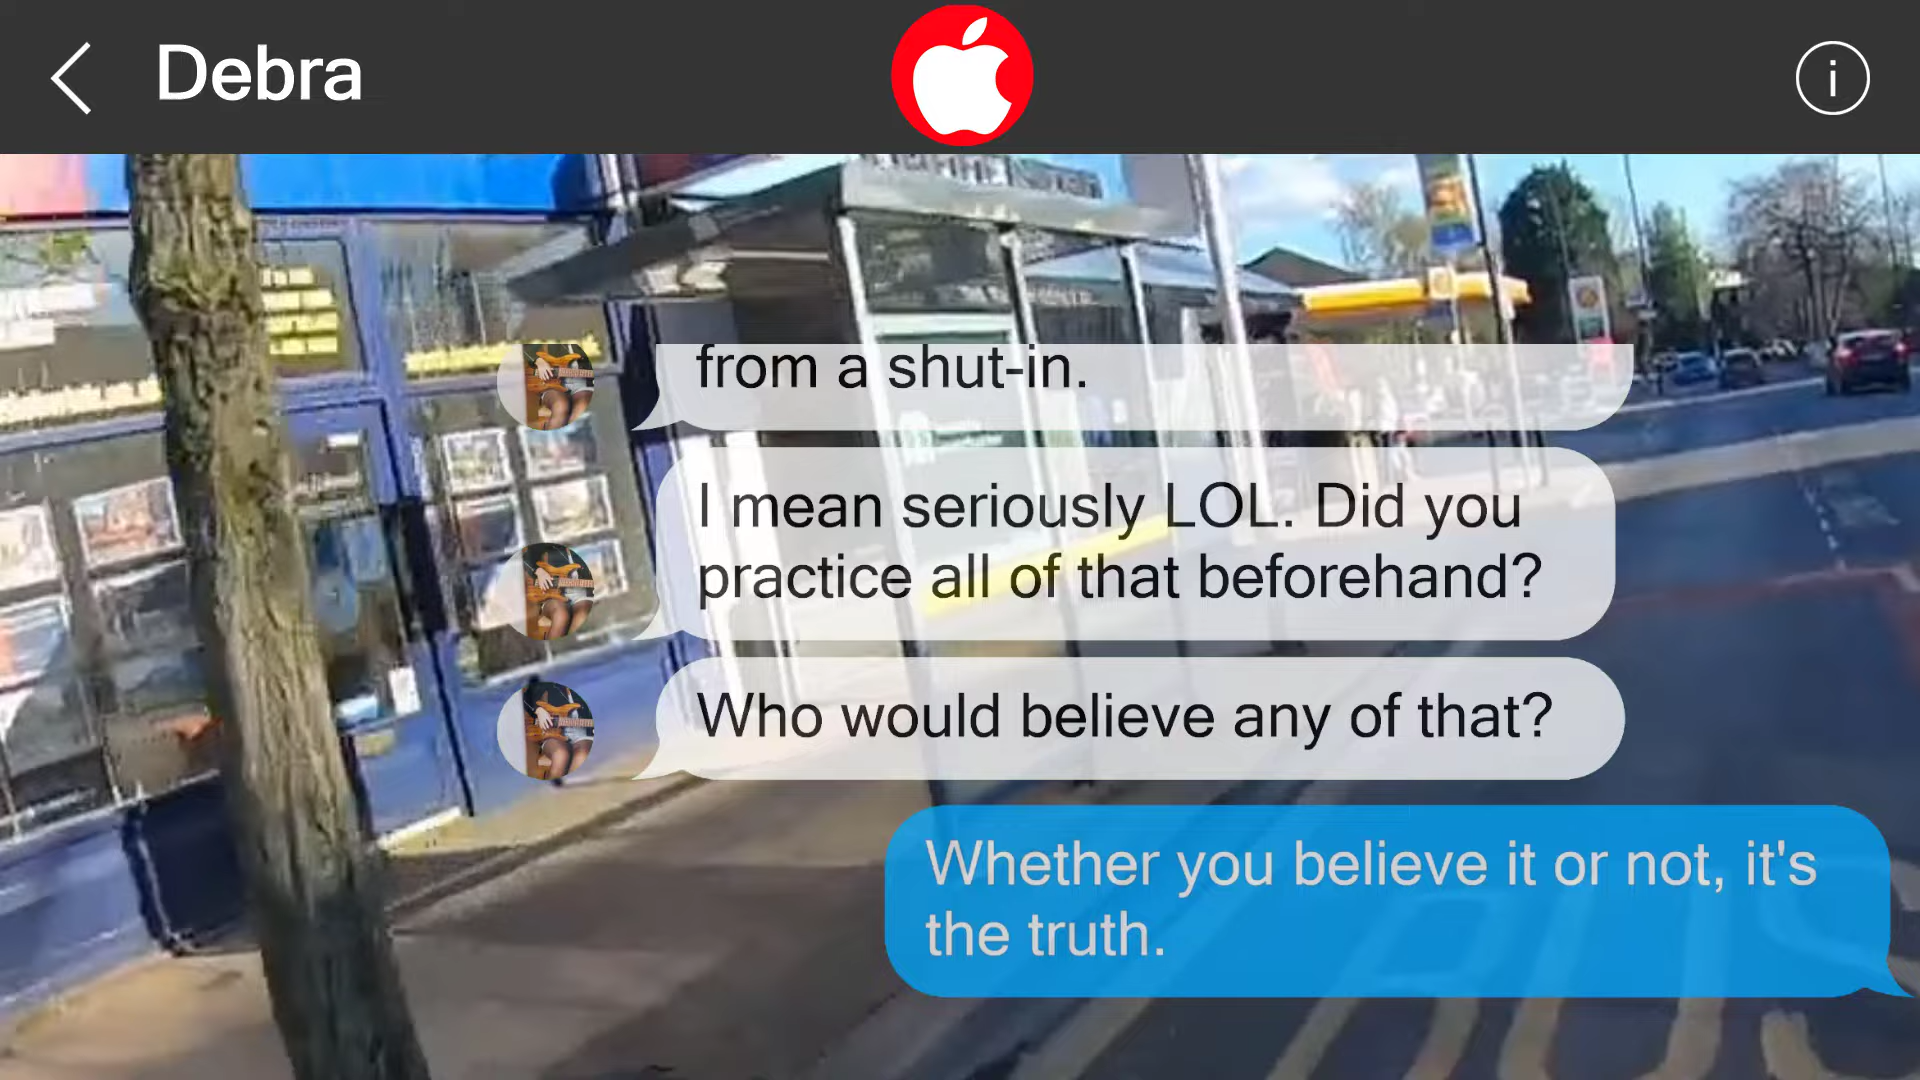 Debra
from a shut-in.
I mean seriously LOL. Did you
practice all of that beforehand?
Who would believe any of that?
Whether you believe it or not, it's
the truth.